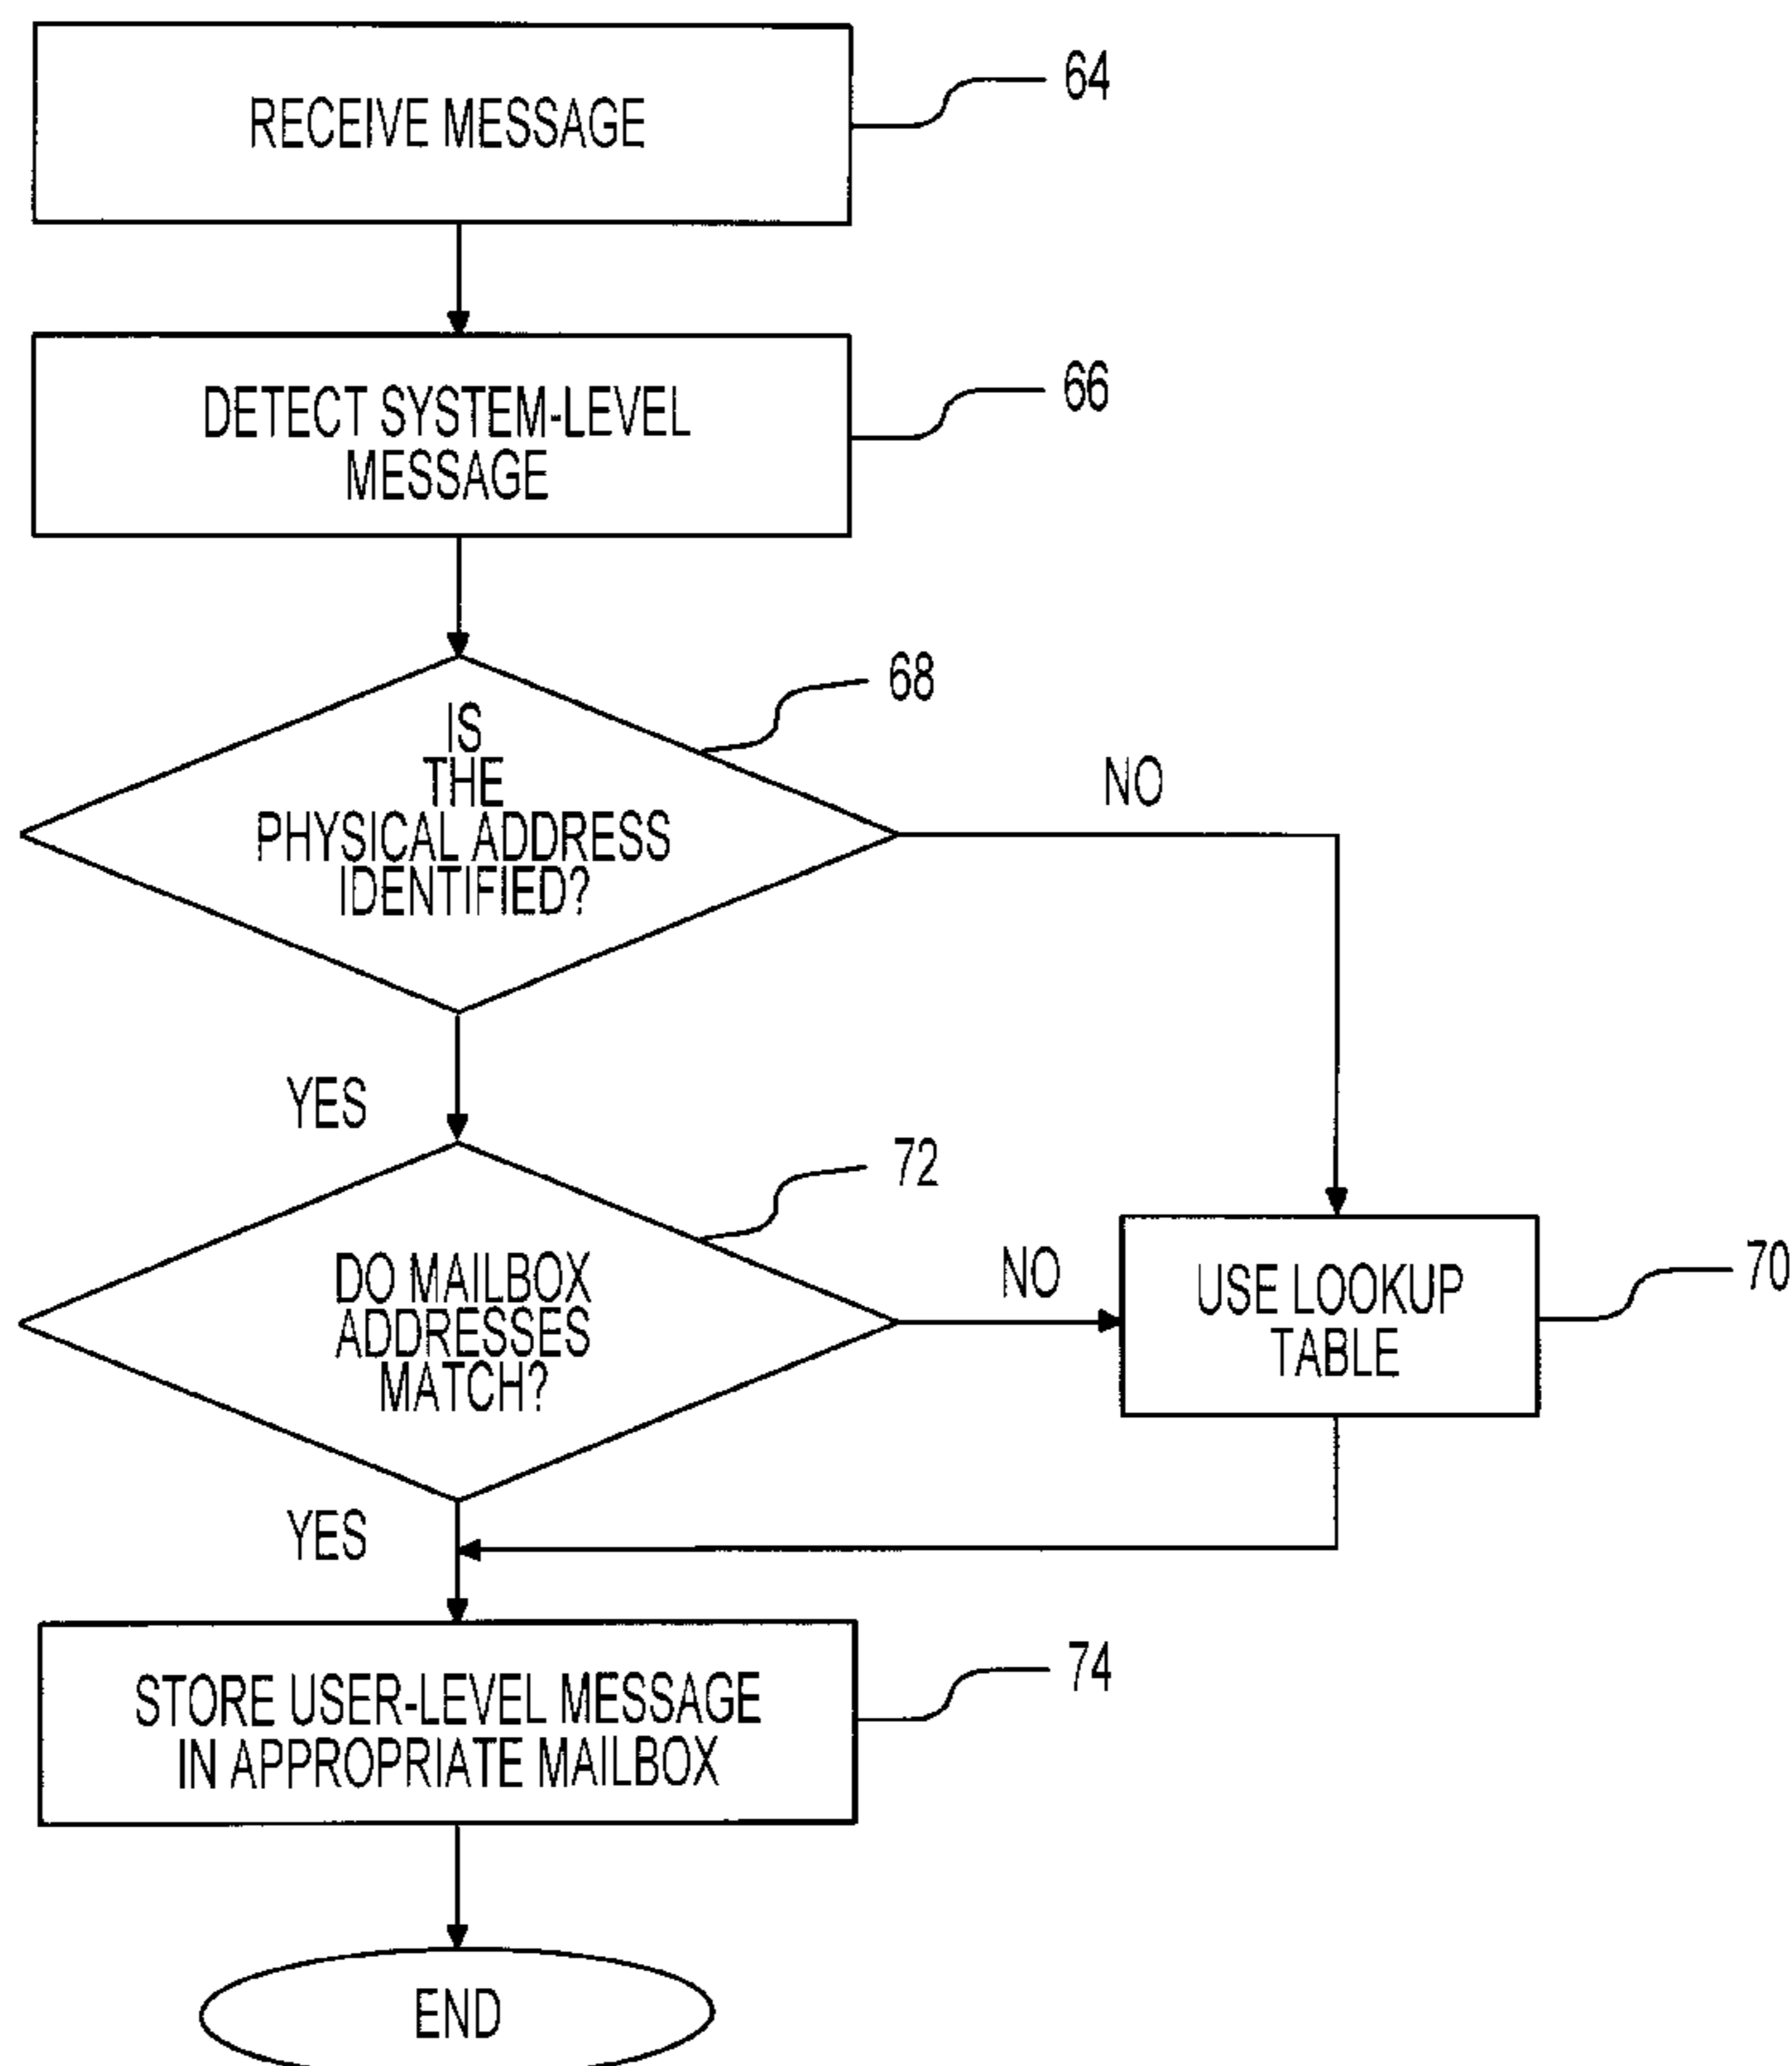 RECEIVE MESSAGE
64
DETECT SYSTEM-LEVEL
MESSAGE
66
IS
THE
PHYSICAL ADDRESS
IDENTIFIED?
68
NO
YES
DO MAILBOX
ADDRESSES
MATCH?
72
NO
USE LOOKUP
TABLE
70
YES
STORE USER-LEVEL MESSAGE
IN APPROPRIATE MAILBOX
74
END